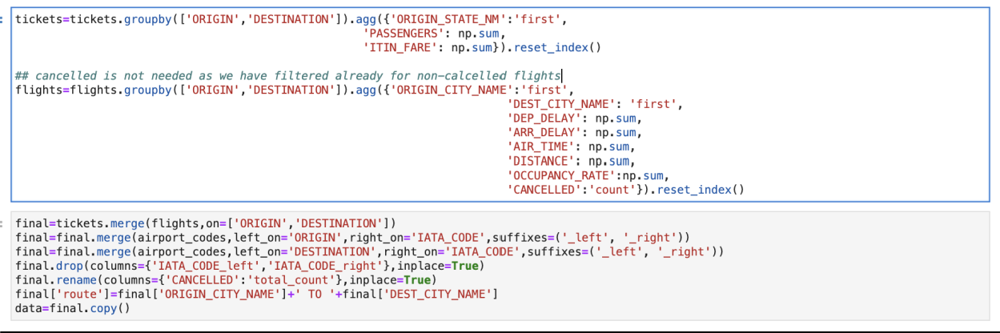 tickets=tickets.groupby(['ORIGIN','DESTINATION']).agg({'ORIGIN_STATE_NM':'first',
'PASSENGERS': np.sum,
'ITIN_FARE': np.sum}).reset_index()
## cancelled is not needed as we have filtered already for non-calcelled flights
flights=flights.groupby(['ORIGIN','DESTINATION']).agg({'ORIGIN_CITY_NAME':'first',
'DEST_CITY_NAME': 'first',
'DEP_DELAY': np.sum,
'ARR_DELAY': np.sum,
'AIR_TIME': np.sum,
'DISTANCE': np.sum,
'OCCUPANCY_RATE':np.sum,
'CANCELLED':'count'}).reset_index()
final=tickets.merge(flights,on=['ORIGIN','DESTINATION'])
final=final.merge(airport_codes,left_on='ORIGIN',right_on='IATA_CODE',suffixes=('_left', '_right'))
final=final.merge(airport_codes,left_on='DESTINATION',right_on='IATA_CODE',suffixes=('_left', '_right'))
final.drop(columns={'IATA_CODE_left','IATA_CODE_right'},inplace=True)
final.rename(columns={'CANCELLED':'total_count'},inplace=True)
final['route']=final['ORIGIN_CITY_NAME']+' TO '+final['DEST_CITY_NAME']
data=final.copy()